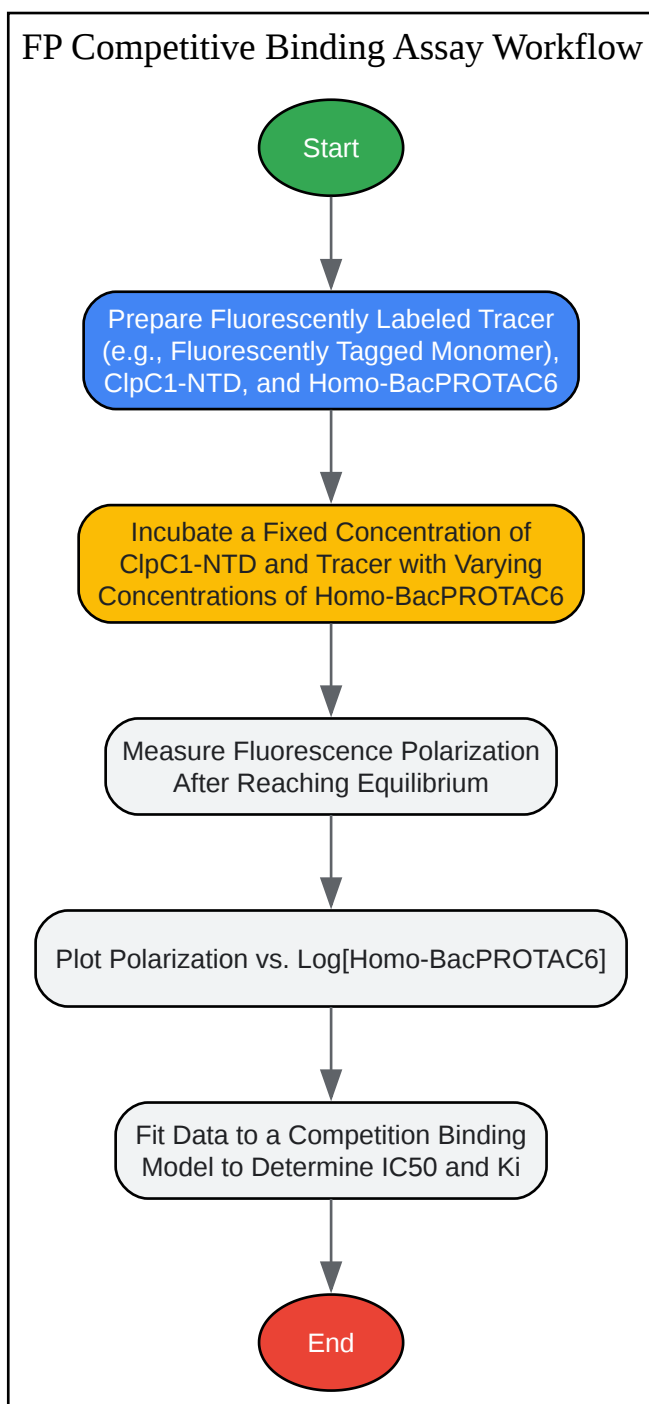 FP Competitive Binding Assay Workflow
Start
Prepare Fluorescently Labeled Tracer
(e.g., Fluorescently Tagged Monomer),
ClpC1-NTD, and Homo-BacPROTAC6
Incubate a Fixed Concentration of
ClpC1-NTD and Tracer with Varying
Concentrations of Homo-BacPROTAC6
Measure Fluorescence Polarization
After Reaching Equilibrium
Plot Polarization vs. Log[Homo-BacPROTAC6]
Fit Data to a Competition Binding
Model to Determine IC50 and Ki
End